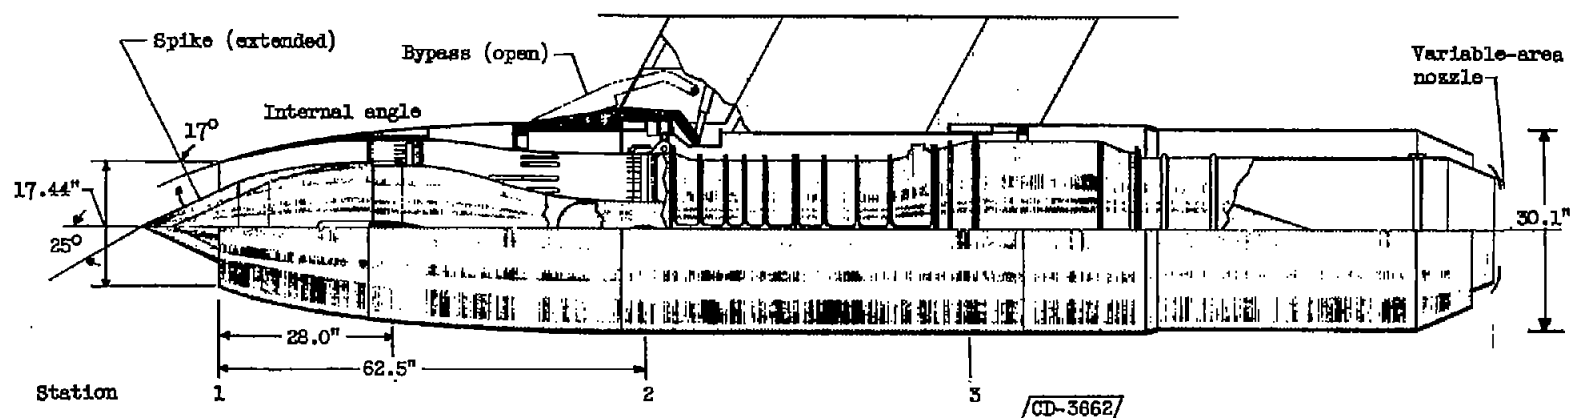 Spike (extended)
Bypass (open)
Variable-area
nozzle
Internal angle
17°
17.44"
25°
30.1"
28.0"
62.5"
Station 1 2 3
CD-3662